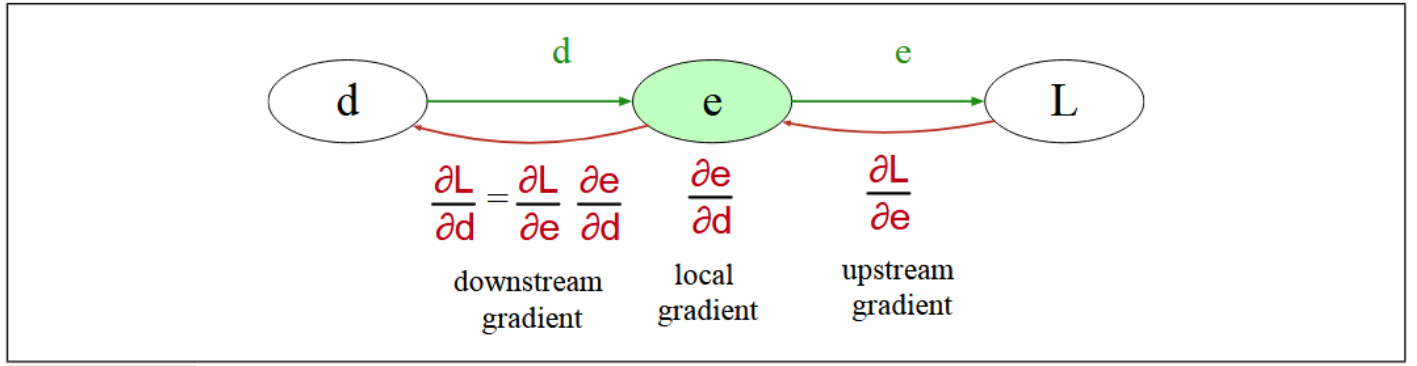 d e
d e L
∂L/∂d = ∂L/∂e ∂e/∂d ∂e/∂d ∂L/∂e
downstream gradient
local gradient
upstream gradient